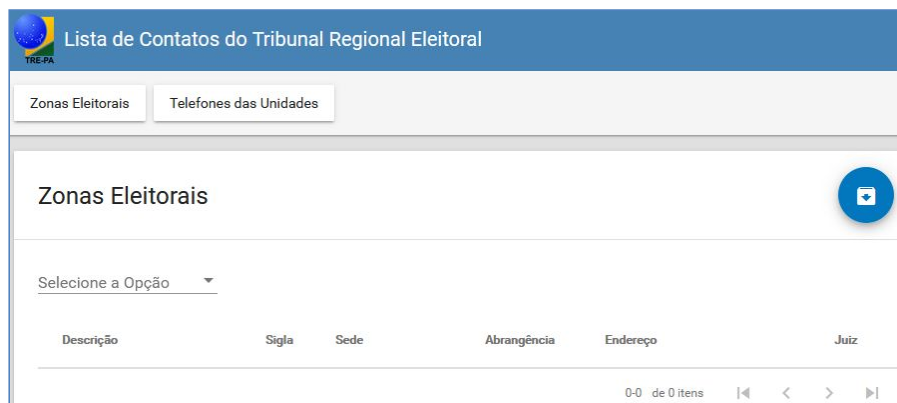 Lista de Contatos do Tribunal Regional Eleitoral
TRE-PA
Zonas Eleitorais Telefones das Unidades
Zonas Eleitorais
Selecione a Opção
Descrição Sigla Sede Abrangência Endereço Juiz
0-0 de 0 itens